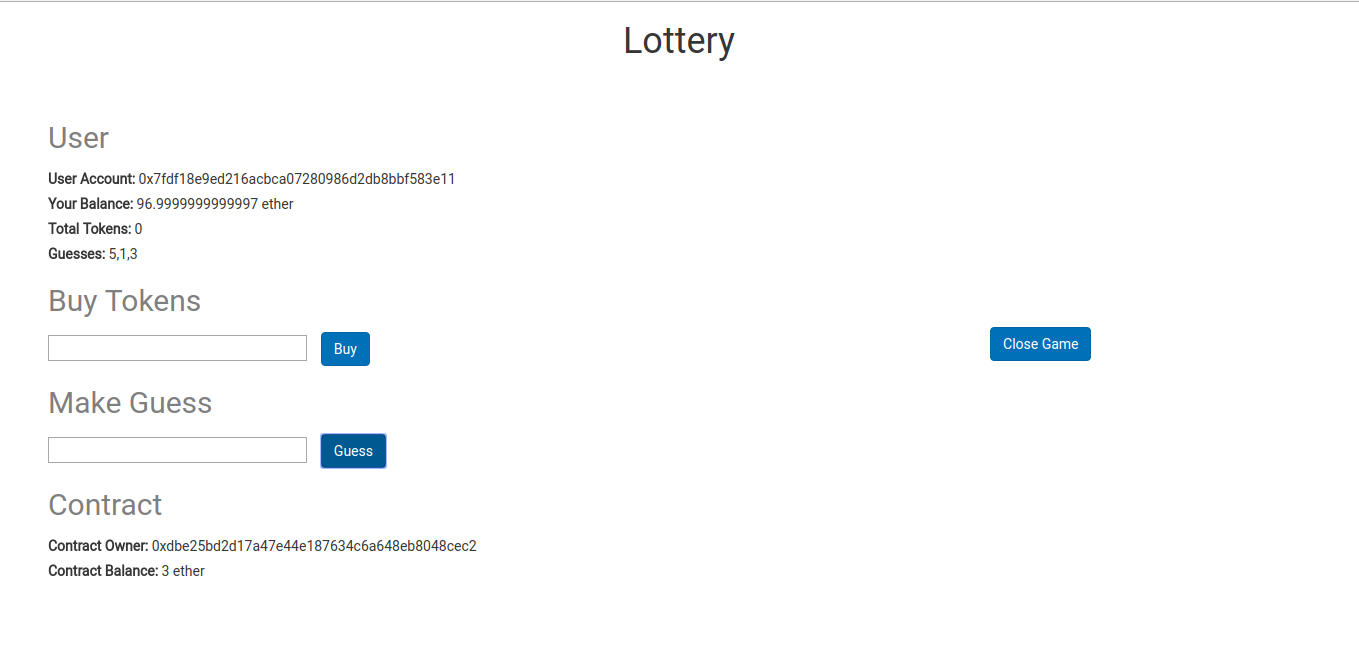 Lottery
User
User Account: 0x7fdf18e9ed216acbca07280986d2db8bbf583e11
Your Balance: 96.9999999999997 ether
Total Tokens: 0
Guesses: 5,1,3
Buy Tokens
Buy
Close Game
Make Guess
Guess
Contract
Contract Owner: 0xdbe25bd2d17a47e44e187634c6a648eb8048cec2
Contract Balance: 3 ether